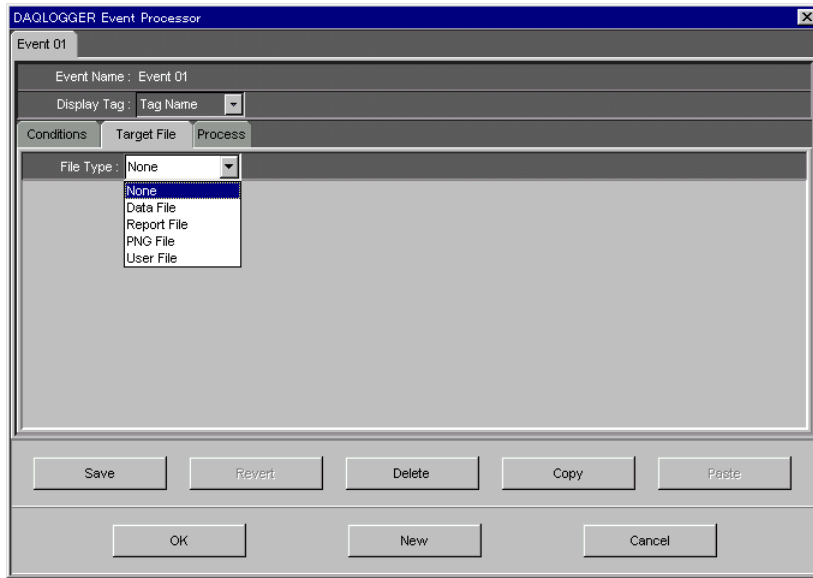 DAQLOGGER Event Processor
Event 01
Event Name : Event 01
Display Tag : Tag Name
Conditions Target File Process
File Type : None
None
Data File
Report File
PNG File
User File
Save Revert Delete Copy Paste
OK New Cancel